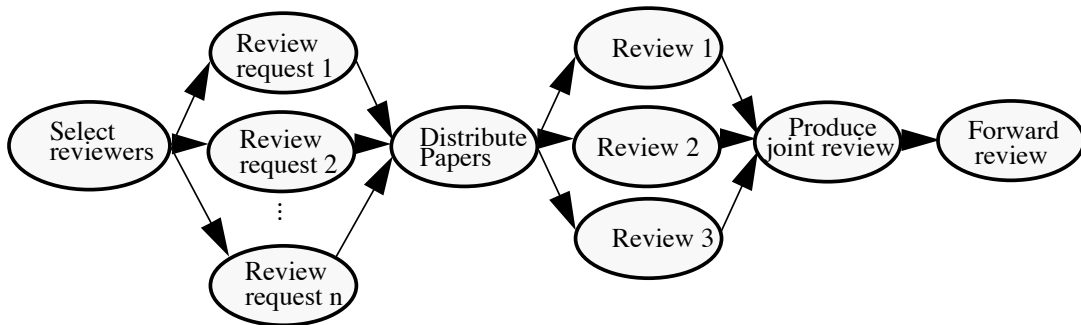 Select
reviewers
Review
request 1
Review
request 2
⋮
Review
request n
Distribute
Papers
Review 1
Review 2
Review 3
Produce
joint review
Forward
review